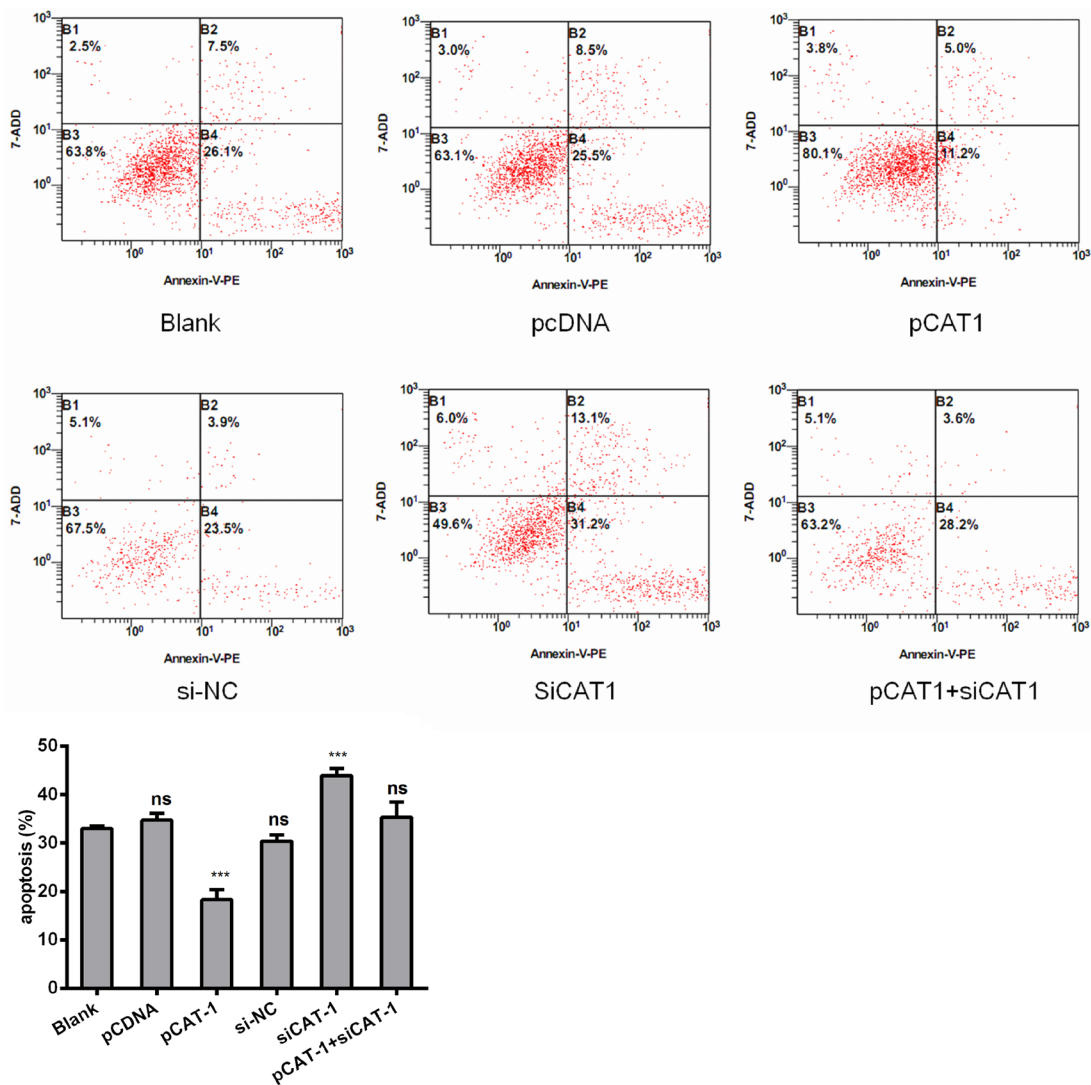 10³
B1
2.5%
B2
7.5%
10²
7-ADD
10¹
B3
63.8%
B4
26.1%
10⁰
10⁰ 10¹ 10² 10³
Annexin-V-PE
Blank
10³
B1
3.0%
B2
8.5%
10²
7-ADD
10¹
B3
63.1%
B4
25.5%
10⁰
10⁰ 10¹ 10² 10³
Annexin-V-PE
pcDNA
10³
B1
3.8%
B2
5.0%
10²
7-ADD
10¹
B3
80.1%
B4
11.2%
10⁰
10⁰ 10¹ 10² 10³
Annexin-V-PE
pCAT1
10³
B1
5.1%
B2
3.9%
10²
7-ADD
10¹
B3
67.5%
B4
23.5%
10⁰
10⁰ 10¹ 10² 10³
Annexin-V-PE
si-NC
10³
B1
6.0%
B2
13.1%
10²
7-ADD
10¹
B3
49.6%
B4
31.2%
10⁰
10⁰ 10¹ 10² 10³
Annexin-V-PE
SiCAT1
10³
B1
5.1%
B2
3.6%
10²
7-ADD
10¹
B3
63.2%
B4
28.2%
10⁰
10⁰ 10¹ 10² 10³
Annexin-V-PE
pCAT1+siCAT1
apoptosis (%)
50
40
30
20
10
0
ns
***
ns
***
ns
Blank
pCDNA
pCAT-1
si-NC
siCAT-1
pCAT-1+siCAT-1